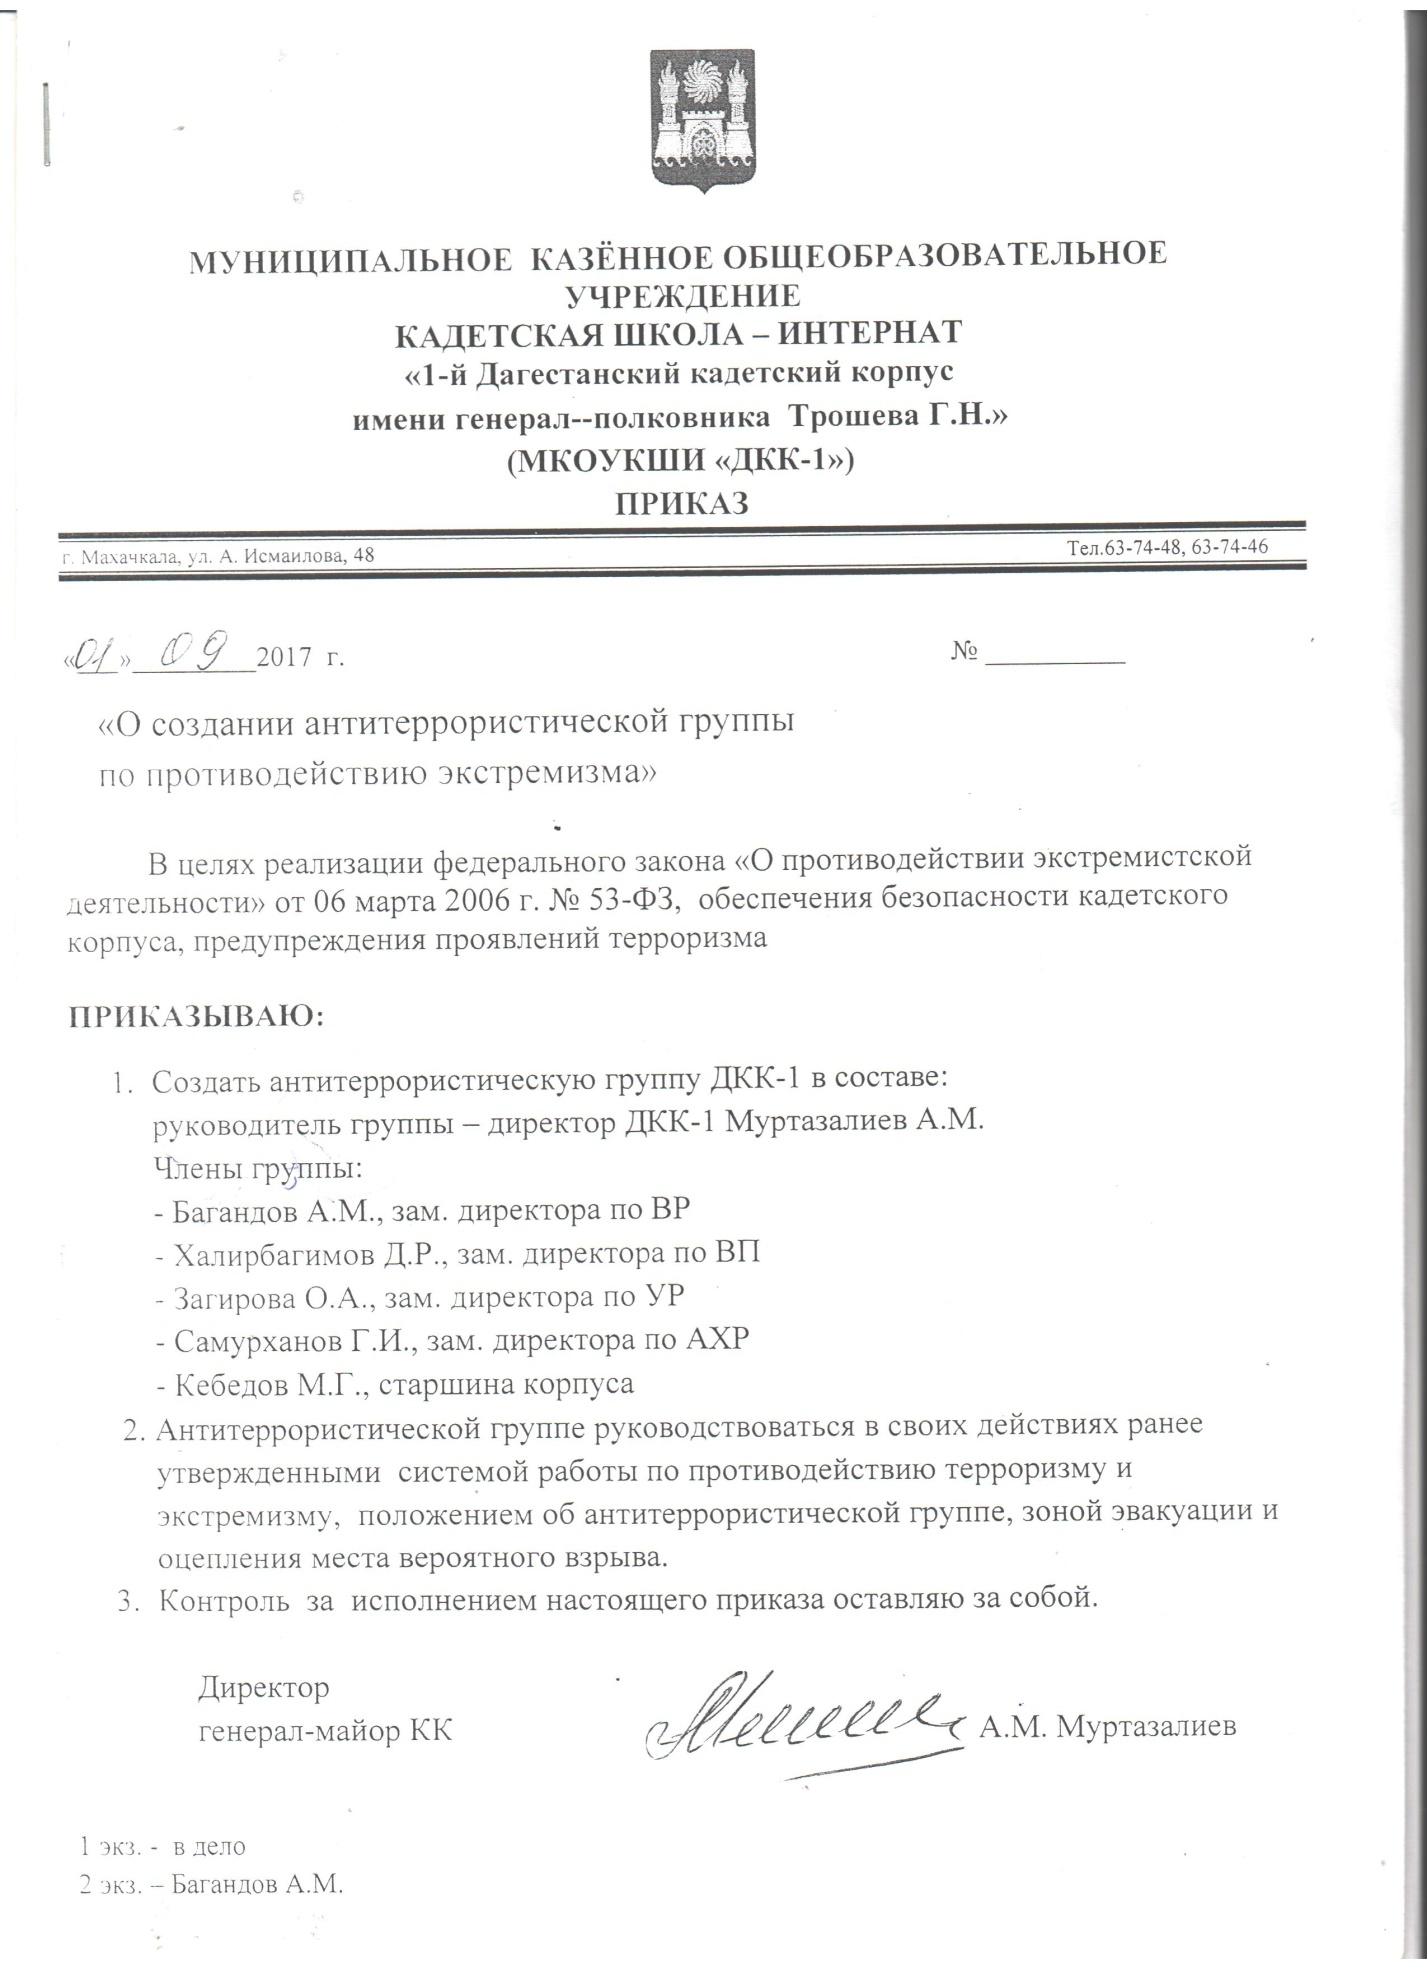 МУНИЦИПАЛЬНОЕ КАЗЁННОЕ ОБЩЕОБРАЗОВАТЕЛЬНОЕ
УЧРЕЖДЕНИЕ
КАДЕТСКАЯ ШКОЛА – ИНТЕРНАТ
«1-й Дагестанский кадетский корпус
имени генерал--полковника Трошева Г.Н.»
(МКОУКШИ «ДКК-1»)
ПРИКАЗ
г. Махачкала, ул. А. Исмаилова, 48 Тел.63-74-48, 63-74-46
«01» 09 2017 г. № __________
«О создании антитеррористической группы
по противодействию экстремизма»
В целях реализации федерального закона «О противодействии экстремистской
деятельности» от 06 марта 2006 г. № 53-ФЗ, обеспечения безопасности кадетского
корпуса, предупреждения проявлений терроризма
ПРИКАЗЫВАЮ:
1. Создать антитеррористическую группу ДКК-1 в составе:
руководитель группы – директор ДКК-1 Муртазалиев А.М.
Члены группы:
- Багандов А.М., зам. директора по ВР
- Халирбагимов Д.Р., зам. директора по ВП
- Загирова О.А., зам. директора по УР
- Самурханов Г.И., зам. директора по АХР
- Кебедов М.Г., старшина корпуса
2. Антитеррористической группе руководствоваться в своих действиях ранее
утвержденными системой работы по противодействию терроризму и
экстремизму, положением об антитеррористической группе, зоной эвакуации и
оцепления места вероятного взрыва.
3. Контроль за исполнением настоящего приказа оставляю за собой.
Директор
генерал-майор КК А.М. Муртазалиев
1 экз. - в дело
2 экз. – Багандов А.М.